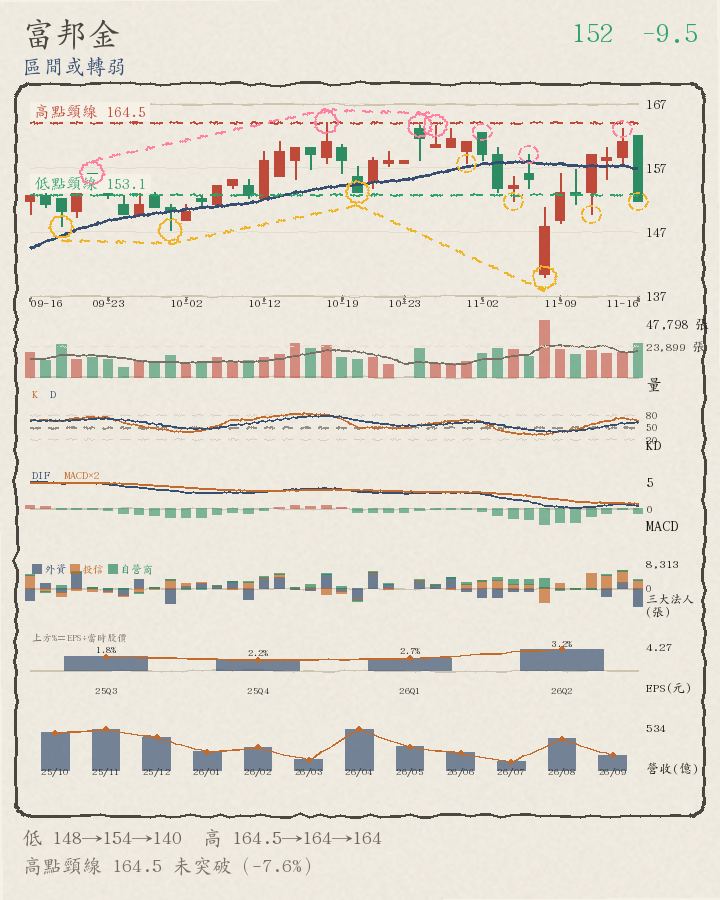 富邦金
152 -9.5
區間或轉弱
高點頸線 164.5
低點頸線 153.1
167
157
147
137
09-16 09-23 10-02 10-12 10-19 10-23 11-02 11-09 11-16
47,798 張
23,899 張
量
K D
80
50
20
KD
DIF MACD×2
5
0
MACD
外資 投信 自營商
8,313
0
三大法人
(張)
上方%=EPS÷當時股價
1.8% 2.2% 2.7% 3.2%
4.27
25Q3 25Q4 26Q1 26Q2
EPS(元)
534
25/10 25/11 25/12 26/01 26/02 26/03 26/04 26/05 26/06 26/07 26/08 26/09
營收(億)
低 148→154→140 高 164.5→164→164
高點頸線 164.5 未突破 (-7.6%)